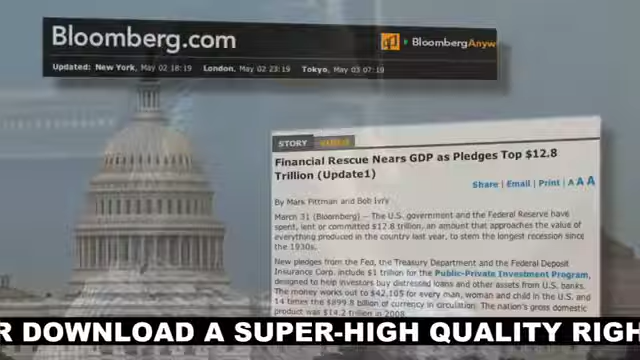 Bloomberg.com
BloombergAnyw
Updated: New York, May 02 18:19 London, May 02 23:19 Tokyo, May 03 07:19
STORY VIDEO
Financial Rescue Nears GDP as Pledges Top $12.8
Trillion (Update1)
Share | Email | Print | A A A
By Mark Pittman and Bob Ivry
March 31 (Bloomberg) -- The U.S. government and the Federal Reserve have
spent, lent or committed $12.8 trillion, an amount that approaches the value of
everything produced in the country last year, to stem the longest recession since
the 1930s.
New pledges from the Fed, the Treasury Department and the Federal Deposit
Insurance Corp. include $1 trillion for the Public-Private Investment Program,
designed to help investors buy distressed loans and other assets from U.S. banks.
The money works out to $42,105 for every man, woman and child in the U.S. and
14 times the $899.8 billion of currency in circulation. The nation's gross domestic
product was $14.2 trillion in 2008.
R DOWNLOAD A SUPER-HIGH QUALITY RIGH